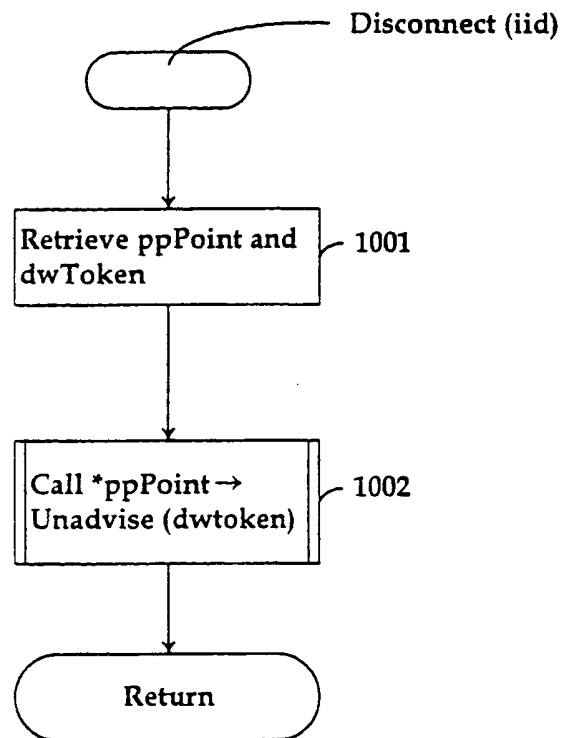 Disconnect (iid)
Retrieve ppPoint and
dwToken
1001
Call *ppPoint→
Unadvise (dwtoken)
1002
Return